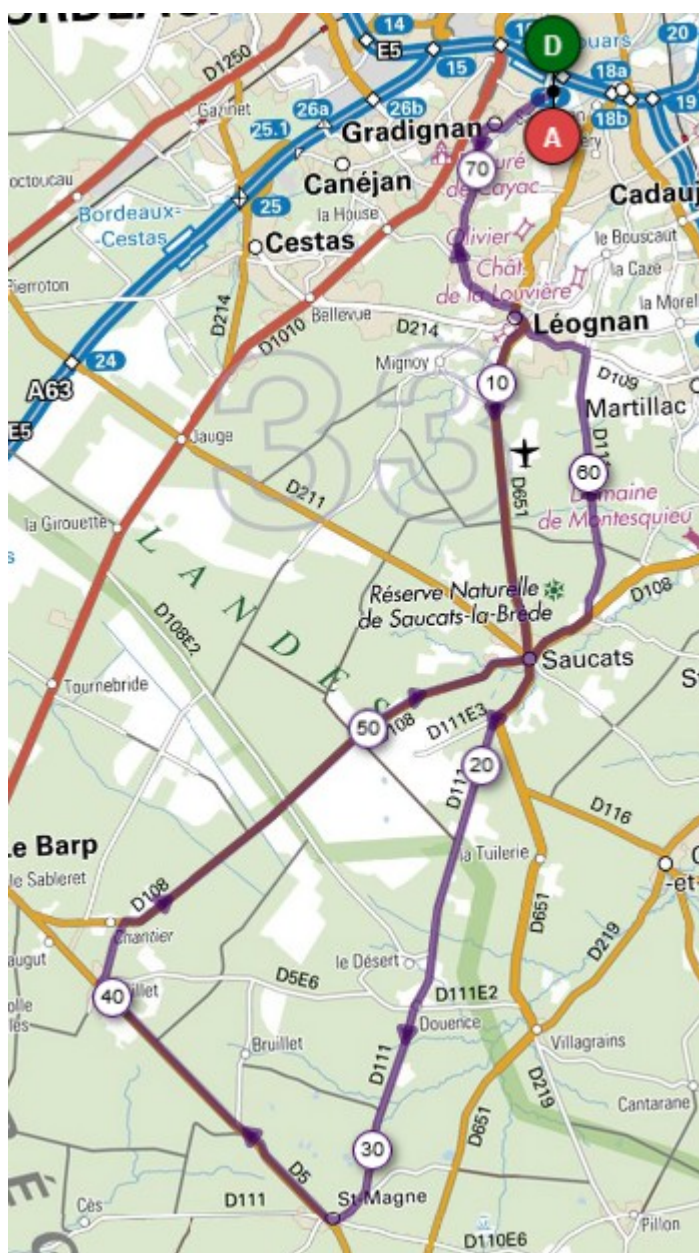 14
20
D1250
E5
15
D
18a
19
Gazinet
26a
26b
18b
25.1
Gradignan
A
Canéjan
70
Cayac
Cadauj
Bordeaux-
-Cestas
25
la House
Cestas
Olivier
le Bouscaut
Chât.
de la Louvière
la Cazé
Pierroton
D214
Bellevue
D214
Léognan
la Morel
D1010
Mignoy
D109
24
10
Martillac
A63
33
E5
Jauge
D651
60
D211
Domaine
de Montesquieu
la Girouette
LANDES
Réserve Naturelle
de Saucats-la-Brède
D108
D108E2
Saucats
Tournebride
50
D111E3
20
D116
Le Barp
la Tuilerie
-et-
le Sableret
D108
D651
D219
Chantier
le Désert
40
D5E6
D111E2
Douence
Villagrains
Bruillet
D111
D219
D651
Cantarane
30
D5
Cès
D111
St-Magne
Pillon
D110E6